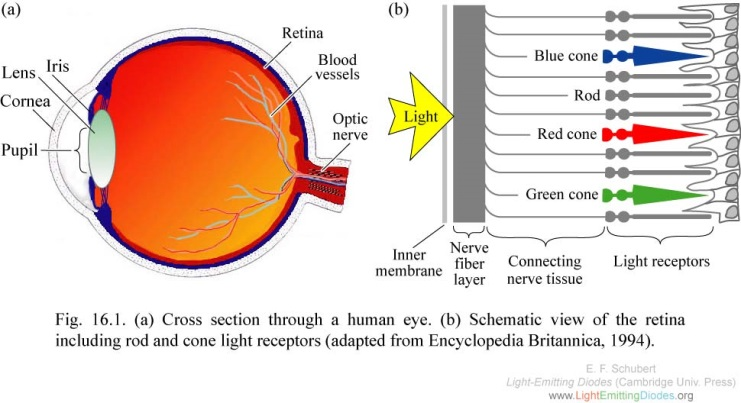 (a)
Retina
Blood
vessels
Iris
Lens
Cornea
Pupil
Optic
nerve
(b)
Blue cone
Rod
Light
Red cone
Green cone
Inner
membrane
Nerve
fiber
layer
Connecting
nerve tissue
Light receptors
Fig. 16.1. (a) Cross section through a human eye. (b) Schematic view of the retina
including rod and cone light receptors (adapted from Encyclopedia Britannica, 1994).
E. F. Schubert
Light-Emitting Diodes (Cambridge Univ. Press)
www.LightEmittingDiodes.org